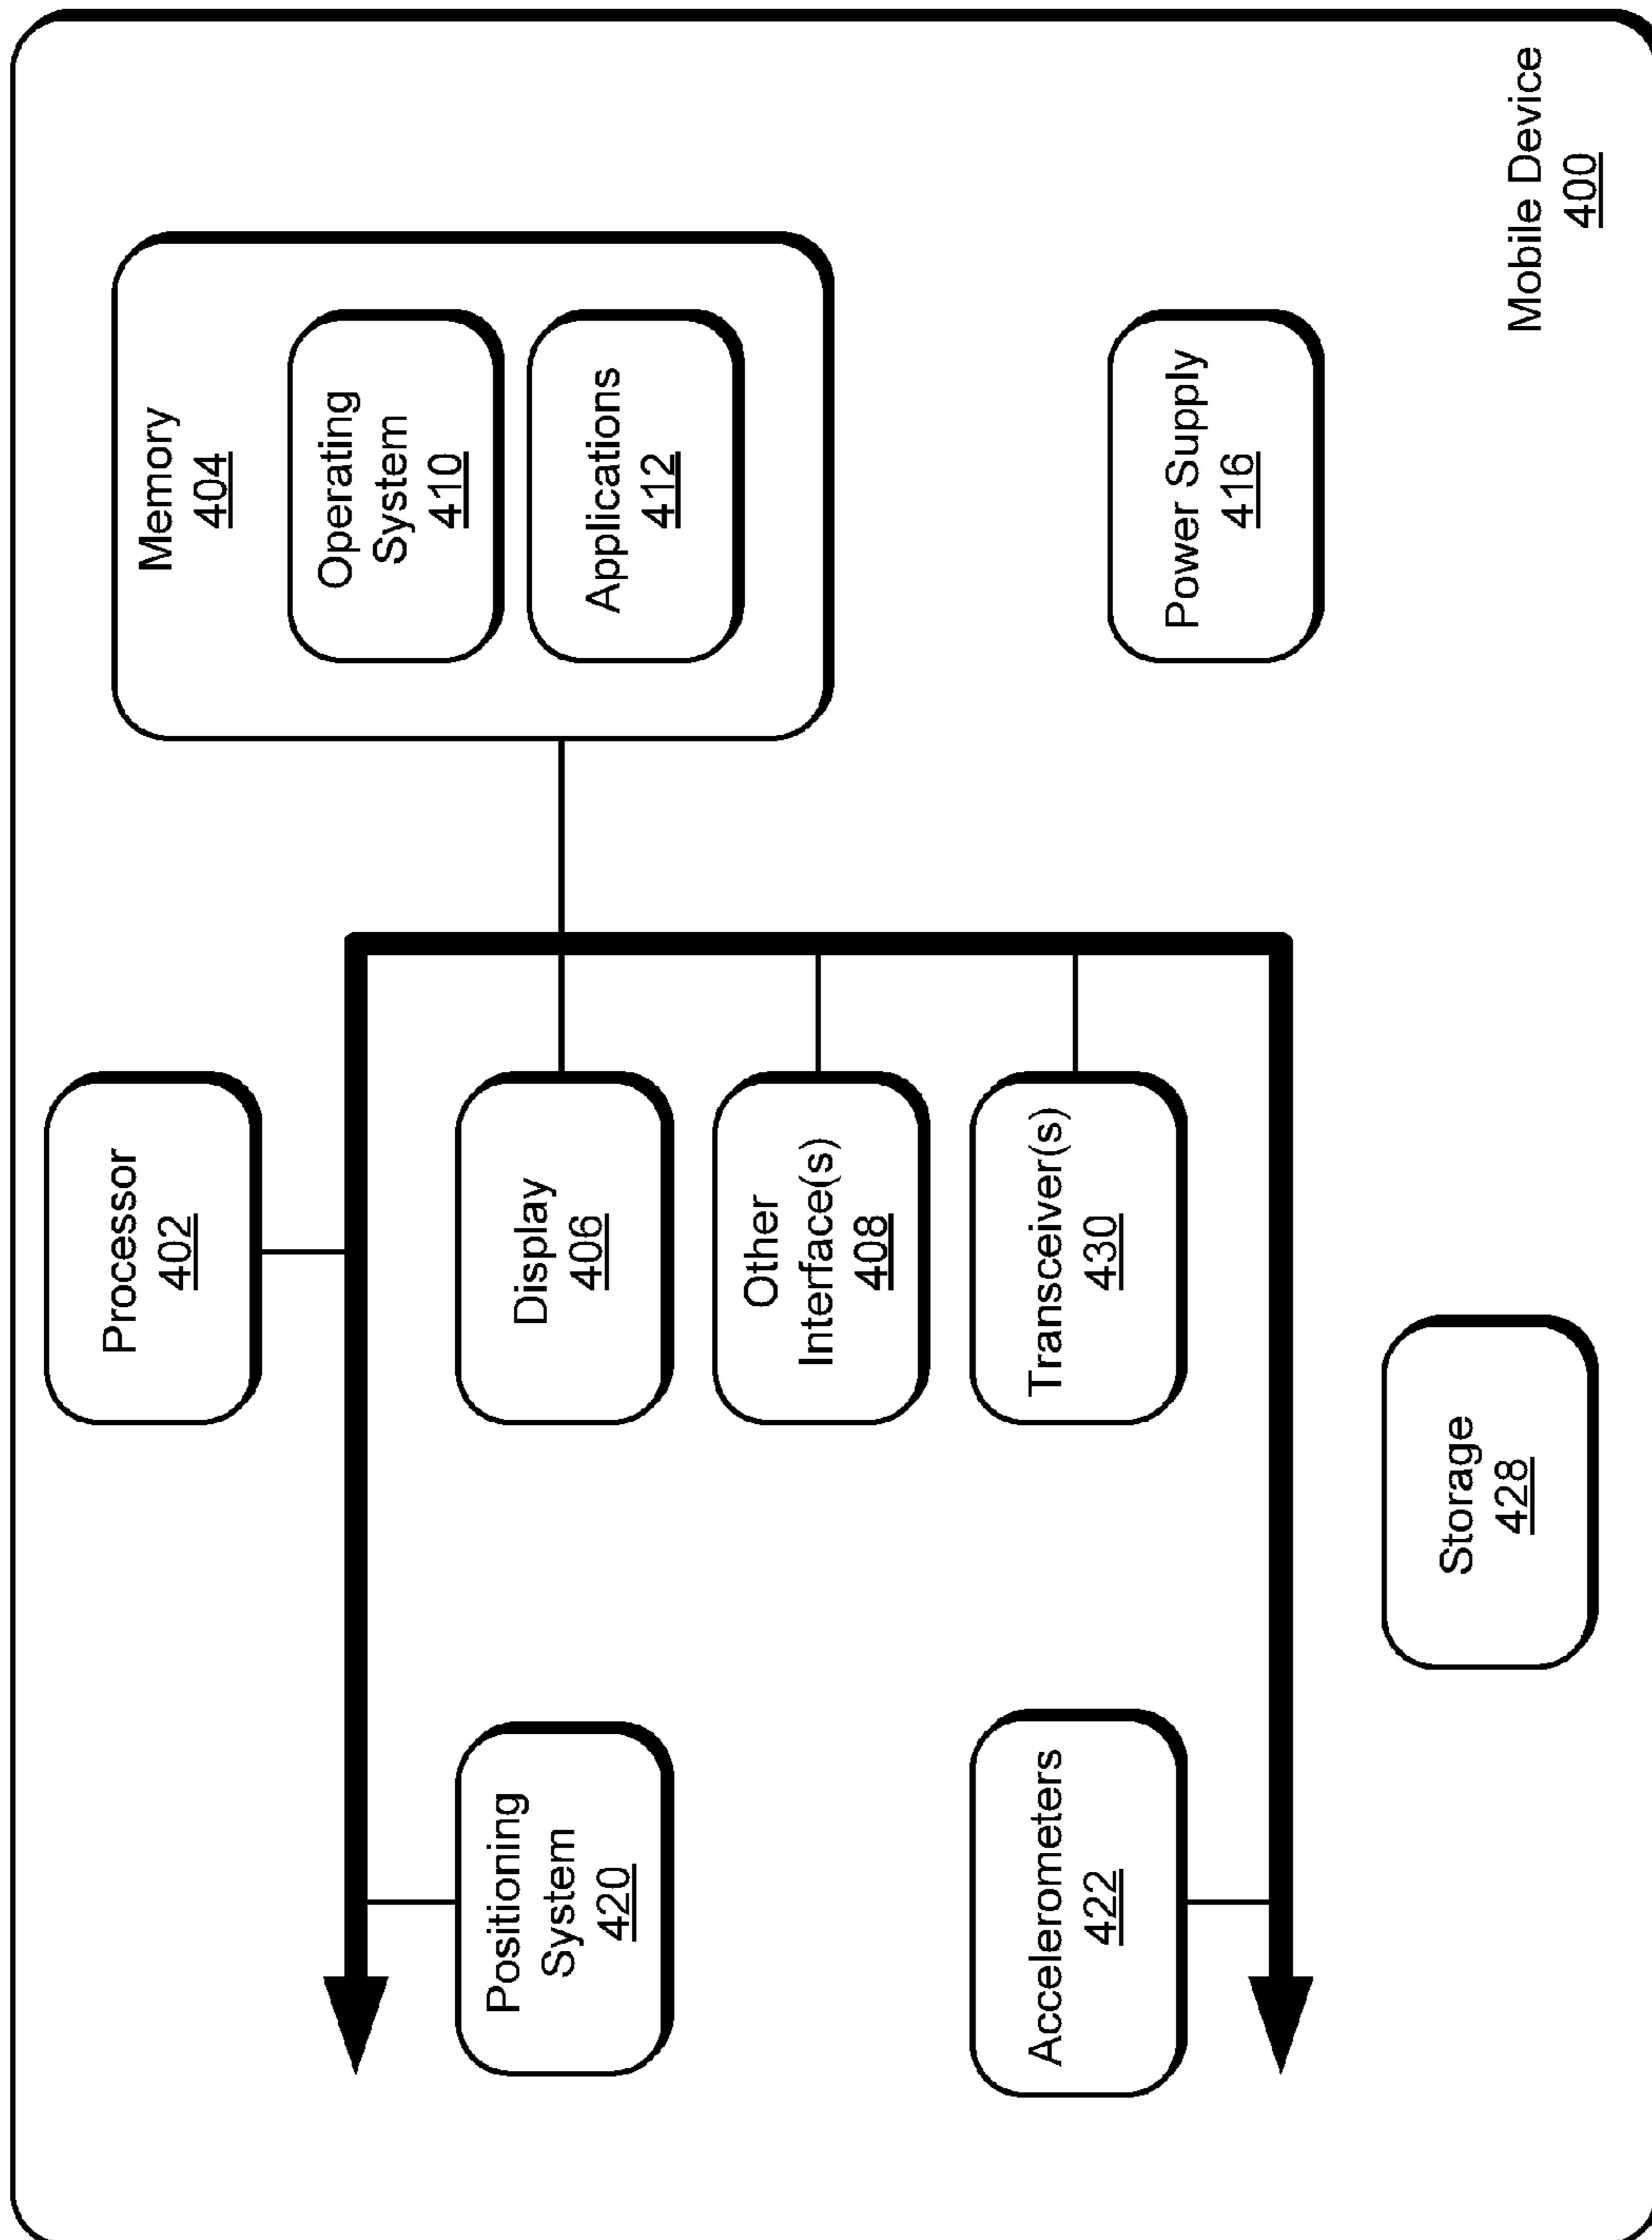 Processor
402
Memory
404
Operating
System
410
Applications
412
Positioning
System
420
Display
406
Other
Interface(s)
408
Accelerometers
422
Transceiver(s)
430
Power Supply
416
Storage
428
Mobile Device
400